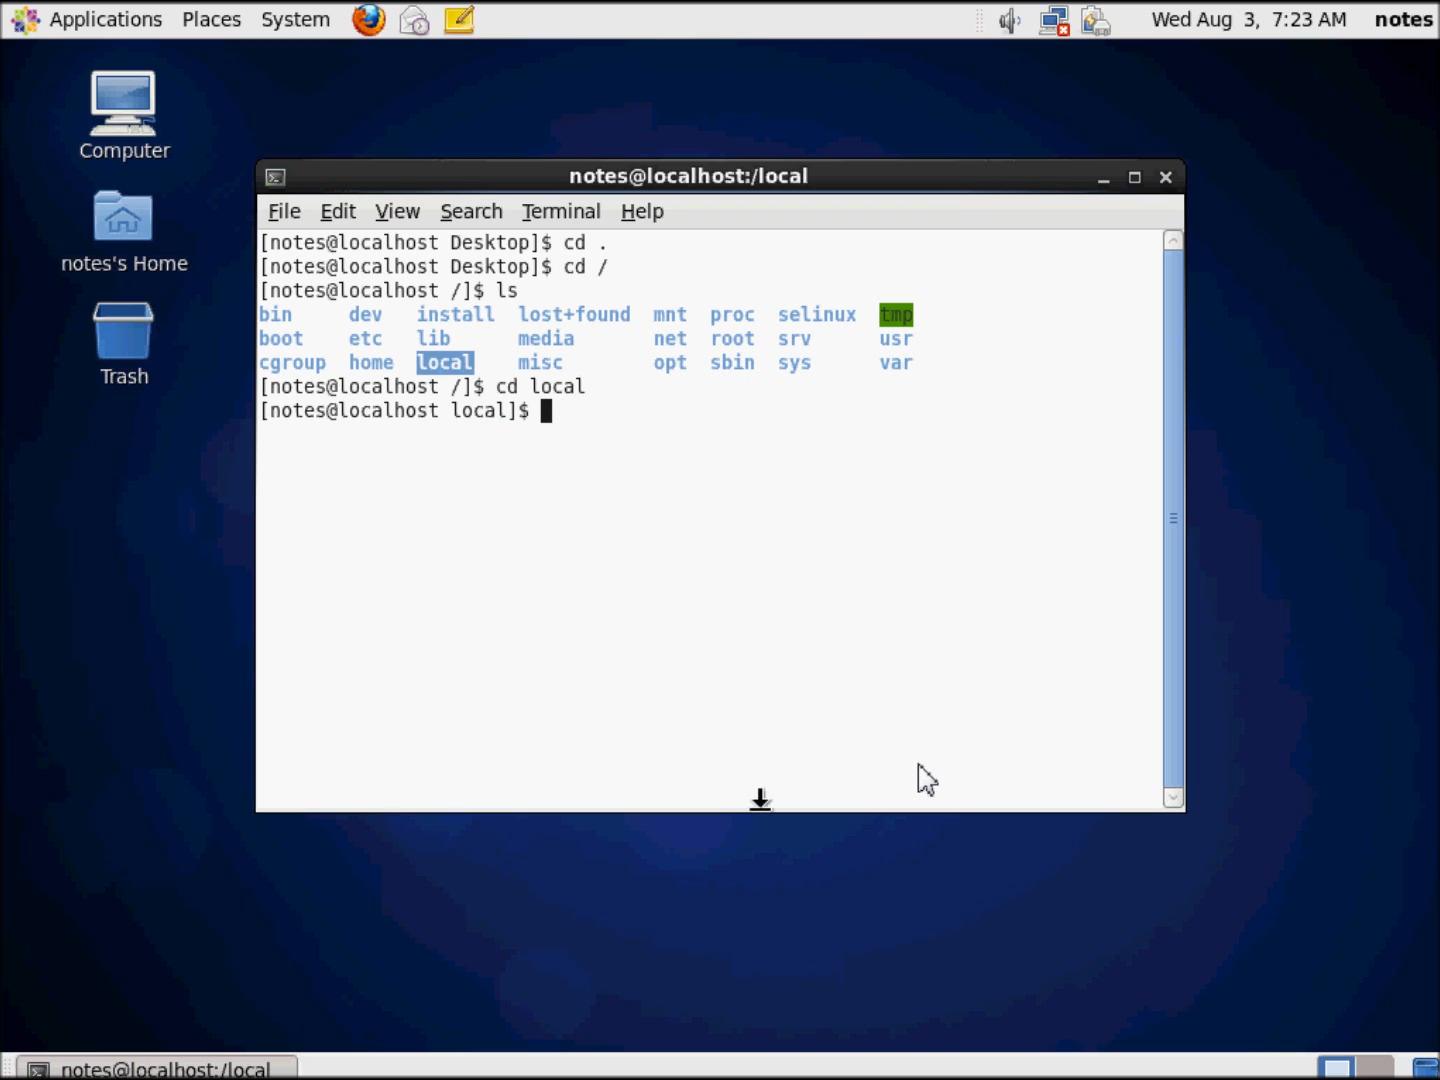 Applications Places System Wed Aug 3, 7:23 AM notes
Computer
notes's Home
Trash
notes@localhost:/local
File Edit View Search Terminal Help
[notes@localhost Desktop]$ cd .
[notes@localhost Desktop]$ cd /
[notes@localhost /]$ ls
bin dev install lost+found mnt proc selinux tmp
boot etc lib media net root srv usr
cgroup home local misc opt sbin sys var
[notes@localhost /]$ cd local
[notes@localhost local]$
notes@localhost:/local